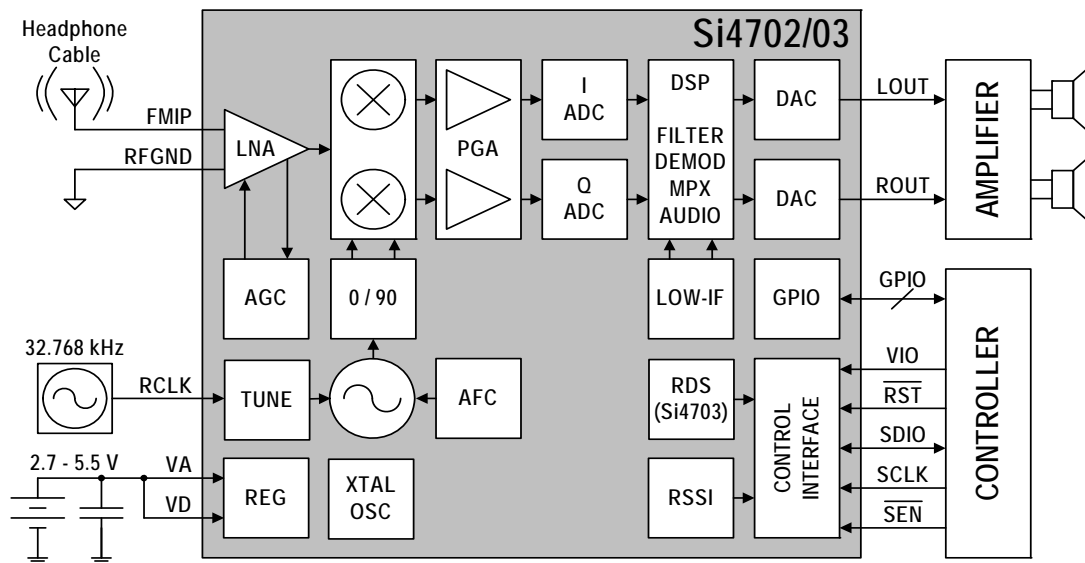 Headphone
Cable
Si4702/03
FMIP
RFGND
LNA
PGA
I
ADC
Q
ADC
DSP
FILTER
DEMOD
MPX
AUDIO
DAC
DAC
LOUT
ROUT
AMPLIFIER
AGC
0 / 90
LOW-IF
GPIO
GPIO
32.768 kHz
RCLK
TUNE
AFC
RDS
(Si4703)
CONTROL
INTERFACE
VIO
RST
SDIO
SCLK
SEN
CONTROLLER
2.7 - 5.5 V
VA
VD
REG
XTAL
OSC
RSSI